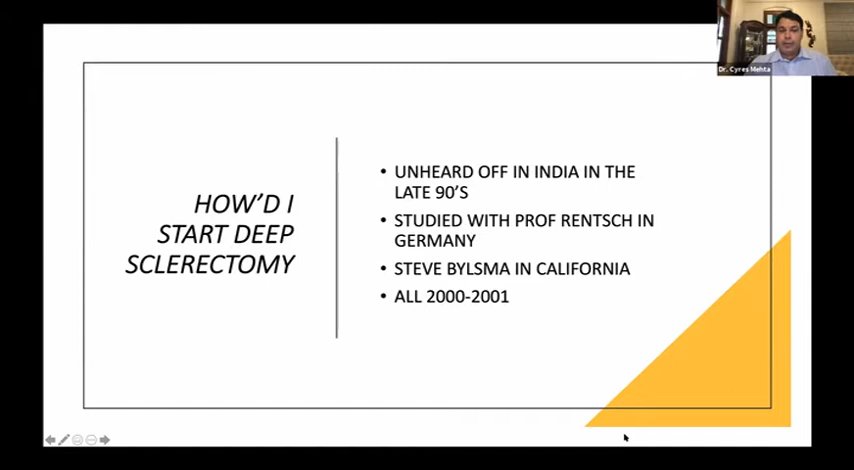 Dr. Cyres Mehta
HOW'D I
START DEEP
SCLERECTOMY
• UNHEARD OFF IN INDIA IN THE
LATE 90'S
• STUDIED WITH PROF RENTSCH IN
GERMANY
• STEVE BYLSMA IN CALIFORNIA
• ALL 2000-2001